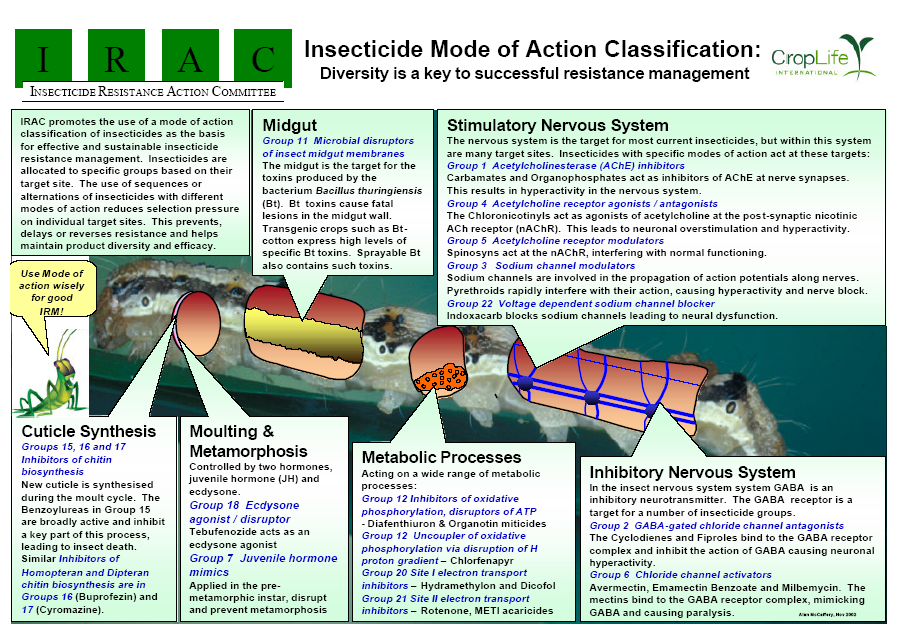 I R A C
INSECTICIDE RESISTANCE ACTION COMMITTEE
Insecticide Mode of Action Classification:
Diversity is a key to successful resistance management
CropLife
INTERNATIONAL
IRAC promotes the use of a mode of action
classification of insecticides as the basis
for effective and sustainable insecticide
resistance management. Insecticides are
allocated to specific groups based on their
target site. The use of sequences or
alternations of insecticides with different
modes of action reduces selection pressure
on individual target sites. This prevents,
delays or reverses resistance and helps
maintain product diversity and efficacy.
Midgut
Group 11 Microbial disruptors
of insect midgut membranes
The midgut is the target for the
toxins produced by the
bacterium Bacillus thuringiensis
(Bt). Bt toxins cause fatal
lesions in the midgut wall.
Transgenic crops such as Bt-
cotton express high levels of
specific Bt toxins. Sprayable Bt
also contains such toxins.
Stimulatory Nervous System
The nervous system is the target for most current insecticides, but within this system
are many target sites. Insecticides with specific modes of action act at these targets:
Group 1 Acetylcholinesterase (AChE) inhibitors
Carbamates and Organophosphates act as inhibitors of AChE at nerve synapses.
This results in hyperactivity in the nervous system.
Group 4 Acetylcholine receptor agonists / antagonists
The Chloronicotinyls act as agonists of acetylcholine at the post-synaptic nicotinic
ACh receptor (nAChR). This leads to neuronal overstimulation and hyperactivity.
Group 5 Acetylcholine receptor modulators
Spinosyns act at the nAChR, interfering with normal functioning.
Group 3 Sodium channel modulators
Sodium channels are involved in the propagation of action potentials along nerves.
Pyrethroids rapidly interfere with their action, causing hyperactivity and nerve block.
Group 22 Voltage dependent sodium channel blocker
Indoxacarb blocks sodium channels leading to neural dysfunction.
Use Mode of
action wisely
for good
IRM!
Cuticle Synthesis
Groups 15, 16 and 17
Inhibitors of chitin
biosynthesis
New cuticle is synthesised
during the moult cycle. The
Benzoylureas in Group 15
are broadly active and inhibit
a key part of this process,
leading to insect death.
Similar Inhibitors of
Homopteran and Dipteran
chitin biosynthesis are in
Groups 16 (Buprofezin) and
17 (Cyromazine).
Moulting &
Metamorphosis
Controlled by two hormones,
juvenile hormone (JH) and
ecdysone.
Group 18 Ecdysone
agonist / disruptor
Tebufenozide acts as an
ecdysone agonist
Group 7 Juvenile hormone
mimics
Applied in the pre-
metamorphic instar, disrupt
and prevent metamorphosis
Metabolic Processes
Acting on a wide range of metabolic
processes:
Group 12 Inhibitors of oxidative
phosphorylation, disruptors of ATP
- Diafenthiuron & Organotin miticides
Group 12 Uncoupler of oxidative
phosphorylation via disruption of H
proton gradient – Chlorfenapyr
Group 20 Site I electron transport
inhibitors – Hydramethylon and Dicofol
Group 21 Site II electron transport
inhibitors – Rotenone, METI acaricides
Inhibitory Nervous System
In the insect nervous system system GABA is an
inhibitory neurotransmitter. The GABA receptor is a
target for a number of insecticide groups.
Group 2 GABA-gated chloride channel antagonists
The Cyclodienes and Fiproles bind to the GABA receptor
complex and inhibit the action of GABA causing neuronal
hyperactivity.
Group 6 Chloride channel activators
Avermectin, Emamectin Benzoate and Milbemycin. The
mectins bind to the GABA receptor complex, mimicking
GABA and causing paralysis.
Alan McCaffery, Nov 2002